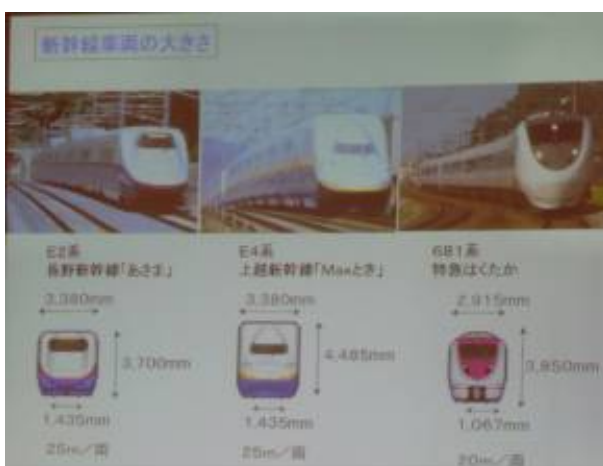 新幹線車両の大きさ
E2系
長野新幹線「あさま」
3,380mm
3,700mm
1,435mm
25m/両
E4系
上越新幹線「Maxとき」
3,380mm
4,485mm
1,435mm
25m/両
681系
特急はくたか
2,915mm
3,950mm
1,067mm
20m/両